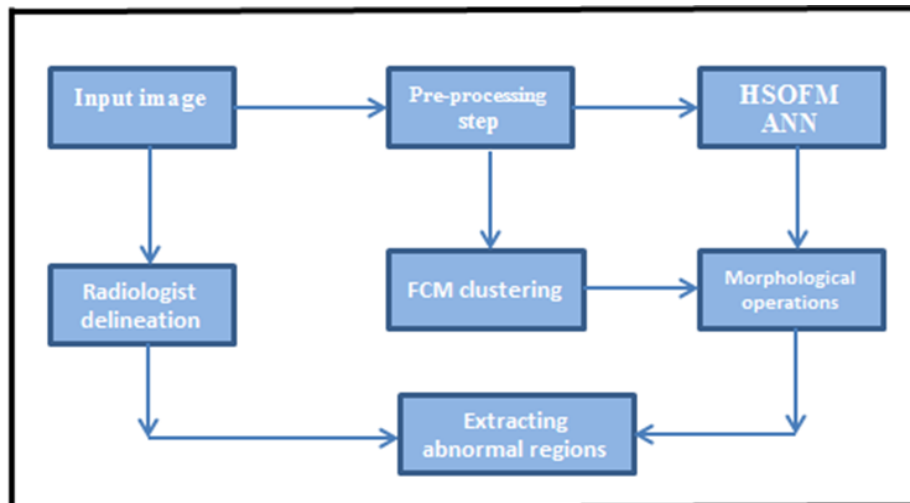 Input image
Pre-processing
step
HSOFM
ANN
Radiologist
delineation
FCM clustering
Morphological
operations
Extracting
abnormal regions